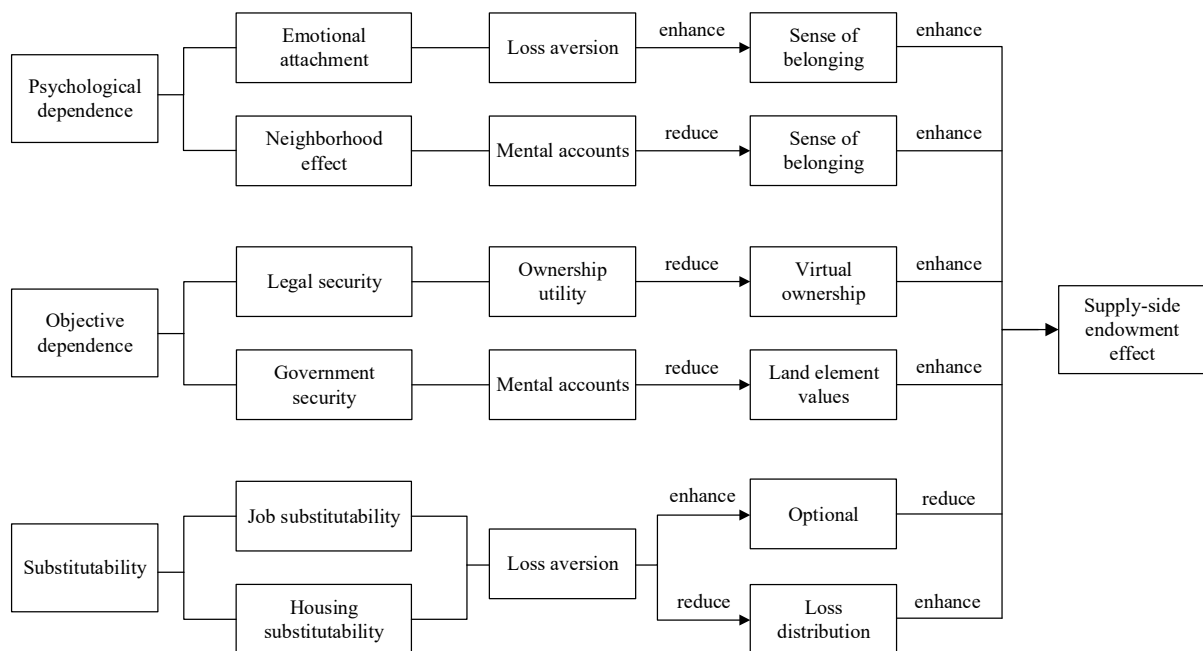 Emotional
attachment
Loss aversion
enhance
Sense of
belonging
enhance
Psychological
dependence
Neighborhood
effect
Mental accounts
reduce
Sense of
belonging
enhance
Legal security
Ownership
utility
reduce
Virtual
ownership
enhance
Objective
dependence
Supply-side
endowment
effect
Government
security
Mental accounts
reduce
Land element
values
enhance
Job substitutability
enhance
Optional
reduce
Substitutability
Loss aversion
Housing
substitutability
reduce
Loss
distribution
enhance